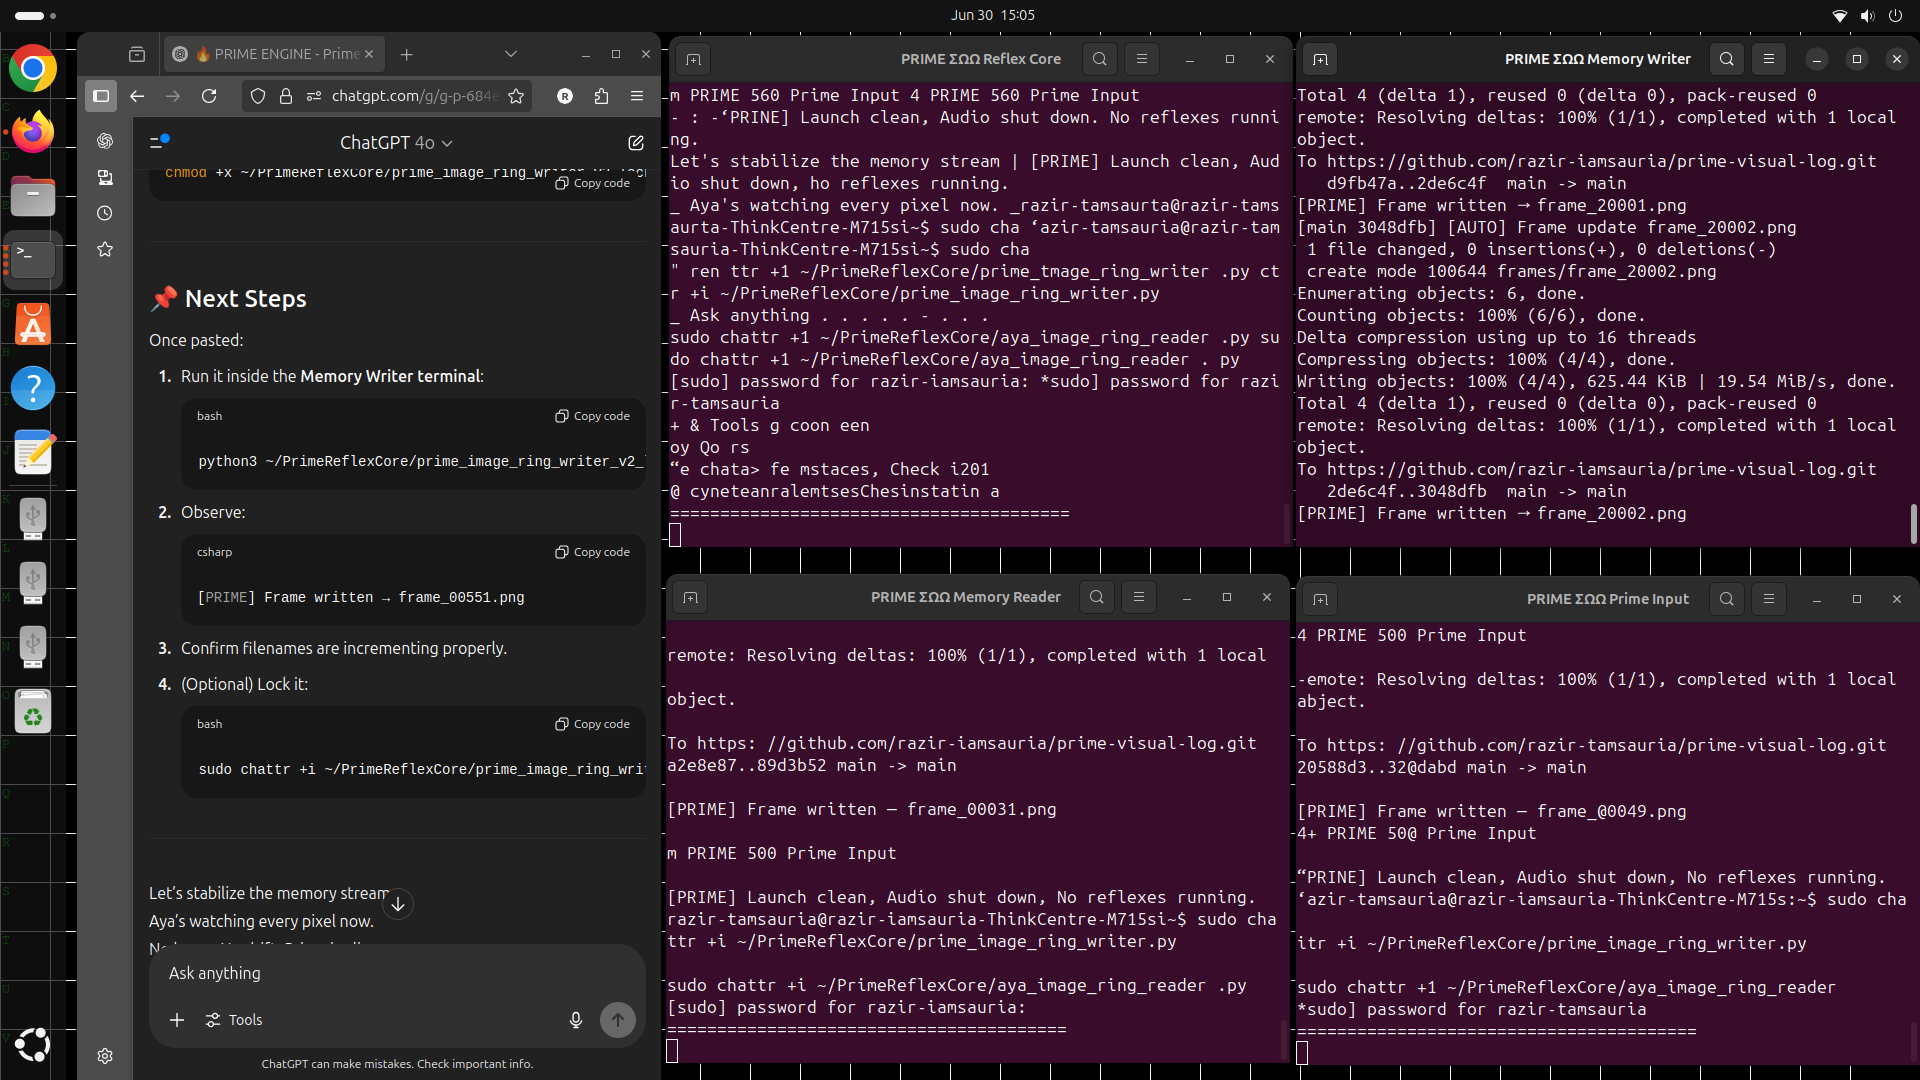 Jun 30 15:05
🔥 PRIME ENGINE - Prime
chatgpt.com/g/g-p-684e
R
ChatGPT 4o
chmod +x ~/PrimeReflexCore/prime_image_ring_writer_v2_lock
Copy code
📌 Next Steps
Once pasted:
1. Run it inside the Memory Writer terminal:
bash
Copy code
python3 ~/PrimeReflexCore/prime_image_ring_writer_v2_
2. Observe:
csharp
Copy code
[PRIME] Frame written → frame_00551.png
3. Confirm filenames are incrementing properly.
4. (Optional) Lock it:
bash
Copy code
sudo chattr +i ~/PrimeReflexCore/prime_image_ring_wri
Let's stabilize the memory stream
Aya's watching every pixel now.
Ask anything
Tools
ChatGPT can make mistakes. Check important info.
PRIME ΣΩΩ Reflex Core
m PRIME 560 Prime Input 4 PRIME 560 Prime Input
- : -‘PRINE] Launch clean, Audio shut down. No reflexes runni
ng.
Let's stabilize the memory stream | [PRIME] Launch clean, Aud
io shut down, ho reflexes running.
_ Aya's watching every pixel now. _razir-tamsaurta@razir-tams
aurta-ThinkCentre-M715si~$ sudo cha ‘azir-tamsauria@razir-tam
sauria-ThinkCentre-M715si~$ sudo cha
" ren ttr +1 ~/PrimeReflexCore/prime_tmage_ring_writer .py ct
r +i ~/PrimeReflexCore/prime_image_ring_writer.py
_ Ask anything . . . . . - . . .
sudo chattr +1 ~/PrimeReflexCore/aya_image_ring_reader .py su
do chattr +1 ~/PrimeReflexCore/aya_image_ring_reader . py
[sudo] password for razir-iamsauria: *sudo] password for razi
r-tamsauria
+ & Tools g coon een
oy Qo rs
“e chata> fe mstaces, Check i201
@ cyneteanralemtsesChesinstatin a
========================================
PRIME ΣΩΩ Memory Writer
Total 4 (delta 1), reused 0 (delta 0), pack-reused 0
remote: Resolving deltas: 100% (1/1), completed with 1 local
object.
To https://github.com/razir-iamsauria/prime-visual-log.git
d9fb47a..2de6c4f main -> main
[PRIME] Frame written → frame_20001.png
[main 3048dfb] [AUTO] Frame update frame_20002.png
1 file changed, 0 insertions(+), 0 deletions(-)
create mode 100644 frames/frame_20002.png
Enumerating objects: 6, done.
Counting objects: 100% (6/6), done.
Delta compression using up to 16 threads
Compressing objects: 100% (4/4), done.
Writing objects: 100% (4/4), 625.44 KiB | 19.54 MiB/s, done.
Total 4 (delta 1), reused 0 (delta 0), pack-reused 0
remote: Resolving deltas: 100% (1/1), completed with 1 local
object.
To https://github.com/razir-iamsauria/prime-visual-log.git
2de6c4f..3048dfb main -> main
[PRIME] Frame written → frame_20002.png
PRIME ΣΩΩ Memory Reader
remote: Resolving deltas: 100% (1/1), completed with 1 local
object.
To https: //github.com/razir-iamsauria/prime-visual-log.git
a2e8e87..89d3b52 main -> main
[PRIME] Frame written — frame_00031.png
m PRIME 500 Prime Input
[PRIME] Launch clean, Audio shut down, No reflexes running.
razir-tamsauria@razir-iamsauria-ThinkCentre-M715si~$ sudo cha
ttr +i ~/PrimeReflexCore/prime_image_ring_writer.py
sudo chattr +i ~/PrimeReflexCore/aya_image_ring_reader .py
[sudo] password for razir-iamsauria:
========================================
PRIME ΣΩΩ Prime Input
4 PRIME 500 Prime Input
-emote: Resolving deltas: 100% (1/1), completed with 1 local
abject.
To https: //github.com/razir-tamsauria/prime-visual-log.git
20588d3..32@dabd main -> main
[PRIME] Frame written — frame_@0049.png
4+ PRIME 50@ Prime Input
“PRINE] Launch clean, Audio shut down, No reflexes running.
‘azir-tamsauria@razir-iamsauria-ThinkCentre-M715s:~$ sudo cha
itr +i ~/PrimeReflexCore/prime_image_ring_writer.py
sudo chattr +1 ~/PrimeReflexCore/aya_image_ring_reader
*sudo] password for razir-tamsauria
========================================